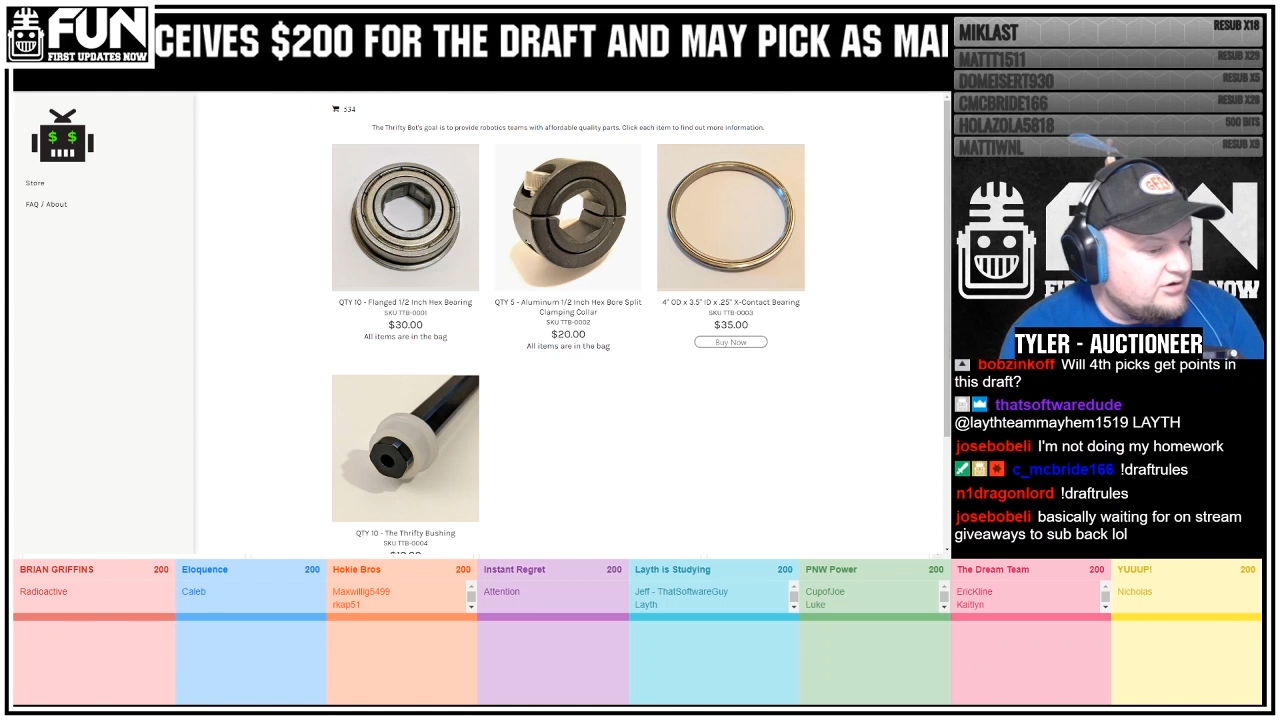 FUN
FIRST UPDATES NOW
CEIVES $200 FOR THE DRAFT AND MAY PICK AS MA
MIKLAST RESUB X18
MATTT1511 RESUB X29
DOMEISERT930 RESUB X5
CMCBRIDE166 RESUB X28
HOLAZOLA5818 500 BITS
MATTIWNL RESUB X9
$ $
Store
FAQ / About
534
The Thrifty Bot's goal is to provide robotics teams with affordable quality parts. Click each item to find out more information.
QTY 10 - Flanged 1/2 Inch Hex Bearing
SKU TTB-0001
$30.00
All items are in the bag
QTY 5 - Aluminum 1/2 Inch Hex Bore Split
Clamping Collar
SKU TTB-0002
$20.00
All items are in the bag
4" OD x 3.5" ID x .25" X-Contact Bearing
SKU TTB-0003
$35.00
Buy Now
QTY 10 - The Thrifty Bushing
SKU TTB-0004
TYLER - AUCTIONEER
bobzinkoff Will 4th picks get points in
this draft?
thatsoftwaredude
@laythteammayhem1519 LAYTH
josebobeli I'm not doing my homework
c_mcbride166 !draftrules
n1dragonlord !draftrules
josebobeli basically waiting for on stream
giveaways to sub back lol
BRIAN GRIFFINS 200
Radioactive
Eloquence 200
Caleb
Hokie Bros 200
Maxwillig5499
rkap51
Instant Regret 200
Attention
Layth is Studying 200
Jeff - ThatSoftwareGuy
Layth
PNW Power 200
CupofJoe
Luke
The Dream Team 200
EricKline
Kaitlyn
YUUUP! 200
Nicholas